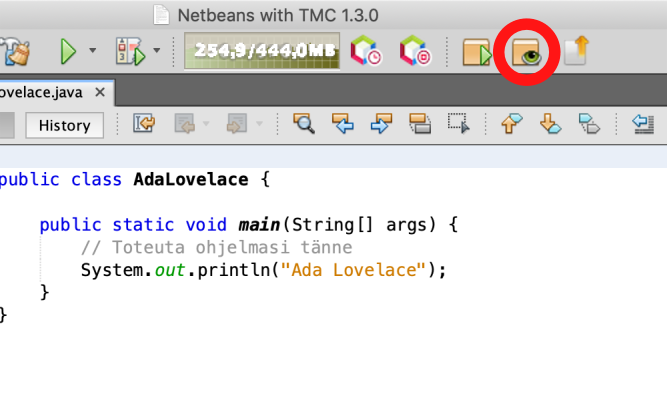 Netbeans with TMC 1.3.0
254,9/444,0MB
ovelace.java
History
public class AdaLovelace {
public static void main(String[] args) {
// Toteuta ohjelmasi tänne
System.out.println("Ada Lovelace");
}
}